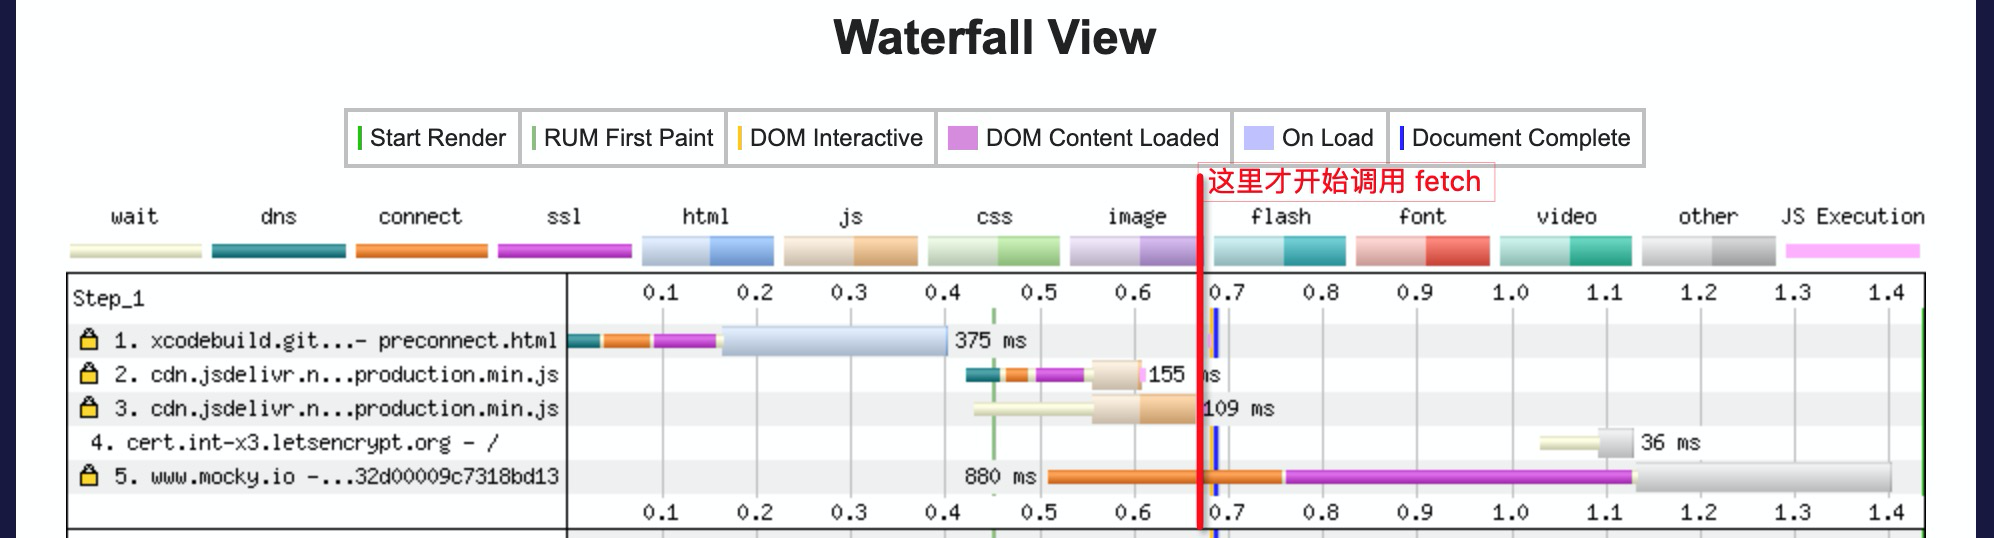 Waterfall View
Start Render RUM First Paint DOM Interactive DOM Content Loaded On Load Document Complete
这里才开始调用 fetch
wait dns connect ssl html js css image flash font video other JS Execution
Step_1 0.1 0.2 0.3 0.4 0.5 0.6 0.7 0.8 0.9 1.0 1.1 1.2 1.3 1.4
1. xcodebuild.git...- preconnect.html 375 ms
2. cdn.jsdelivr.n...production.min.js 155 ms
3. cdn.jsdelivr.n...production.min.js 109 ms
4. cert.int-x3.letsencrypt.org - / 36 ms
5. www.mocky.io -...32d00009c7318bd13 880 ms
0.1 0.2 0.3 0.4 0.5 0.6 0.7 0.8 0.9 1.0 1.1 1.2 1.3 1.4